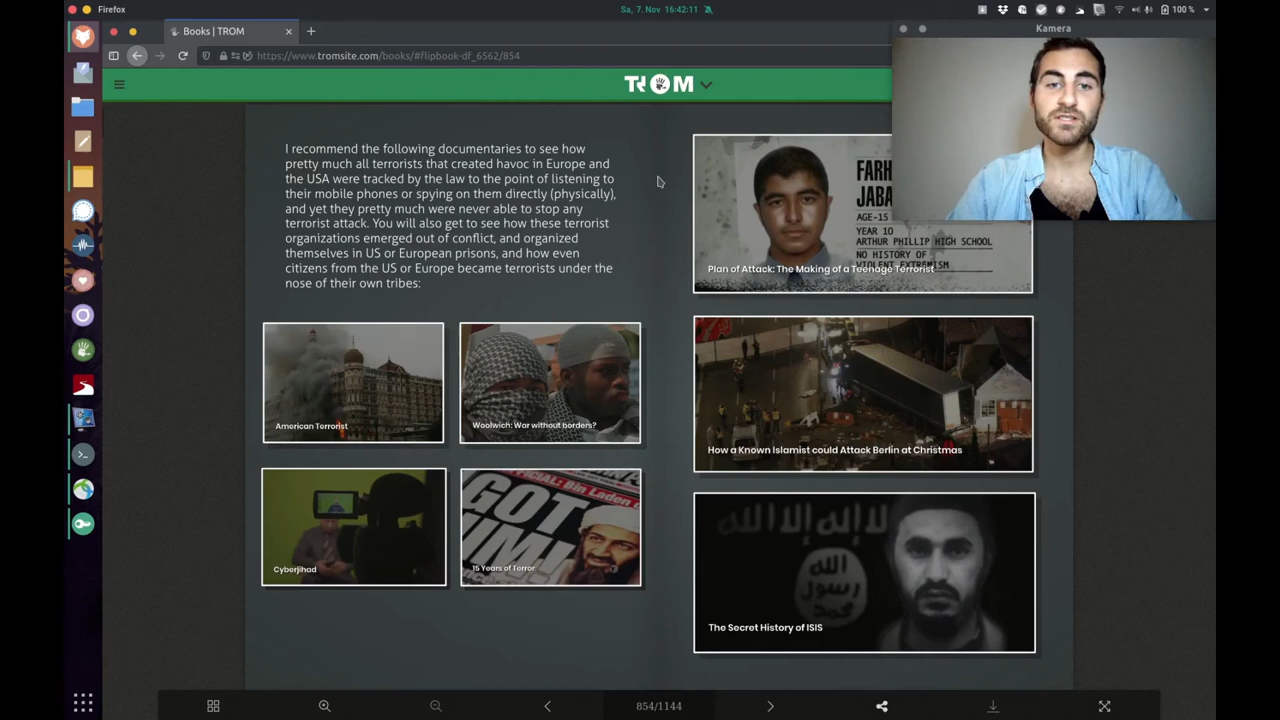 Firefox
Sa, 7. Nov 16:42:11
100 %
Books | TROM
https://www.tromsite.com/books/#flipbook-df_6562/854
Kamera
TROM
I recommend the following documentaries to see how
pretty much all terrorists that created havoc in Europe and
the USA were tracked by the law to the point of listening to
their mobile phones or spying on them directly (physically),
and yet they pretty much were never able to stop any
terrorist attack. You will also get to see how these terrorist
organizations emerged out of conflict, and organized
themselves in US or European prisons, and how even
citizens from the US or Europe became terrorists under the
nose of their own tribes:
American Terrorist
Woolwich: War without borders?
Cyberjihad
OFFICIAL: Bin Laden
GOT
HIM!
15 Years of Terror
FARH
JABA
AGE-15
YEAR 10
ARTHUR PHILLIP HIGH SCHOOL
NO HISTORY OF
VIOLENT EXTREMISM
Plan of Attack: The Making of a Teenage Terrorist
How a Known Islamist could Attack Berlin at Christmas
لا إله إلا الله
الله
رسول
محمد
The Secret History of ISIS
854/1144